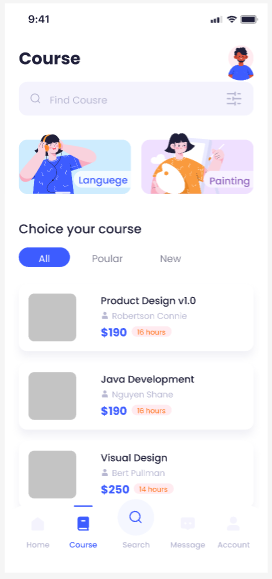 9:41
Course
Find Cousre
Languege
Painting
Choice your course
All
Poular
New
Product Design v1.0
Robertson Connie
$190
16 hours
Java Development
Nguyen Shane
$190
16 hours
Visual Design
Bert Pullman
$250
14 hours
Home
Course
Search
Message
Account